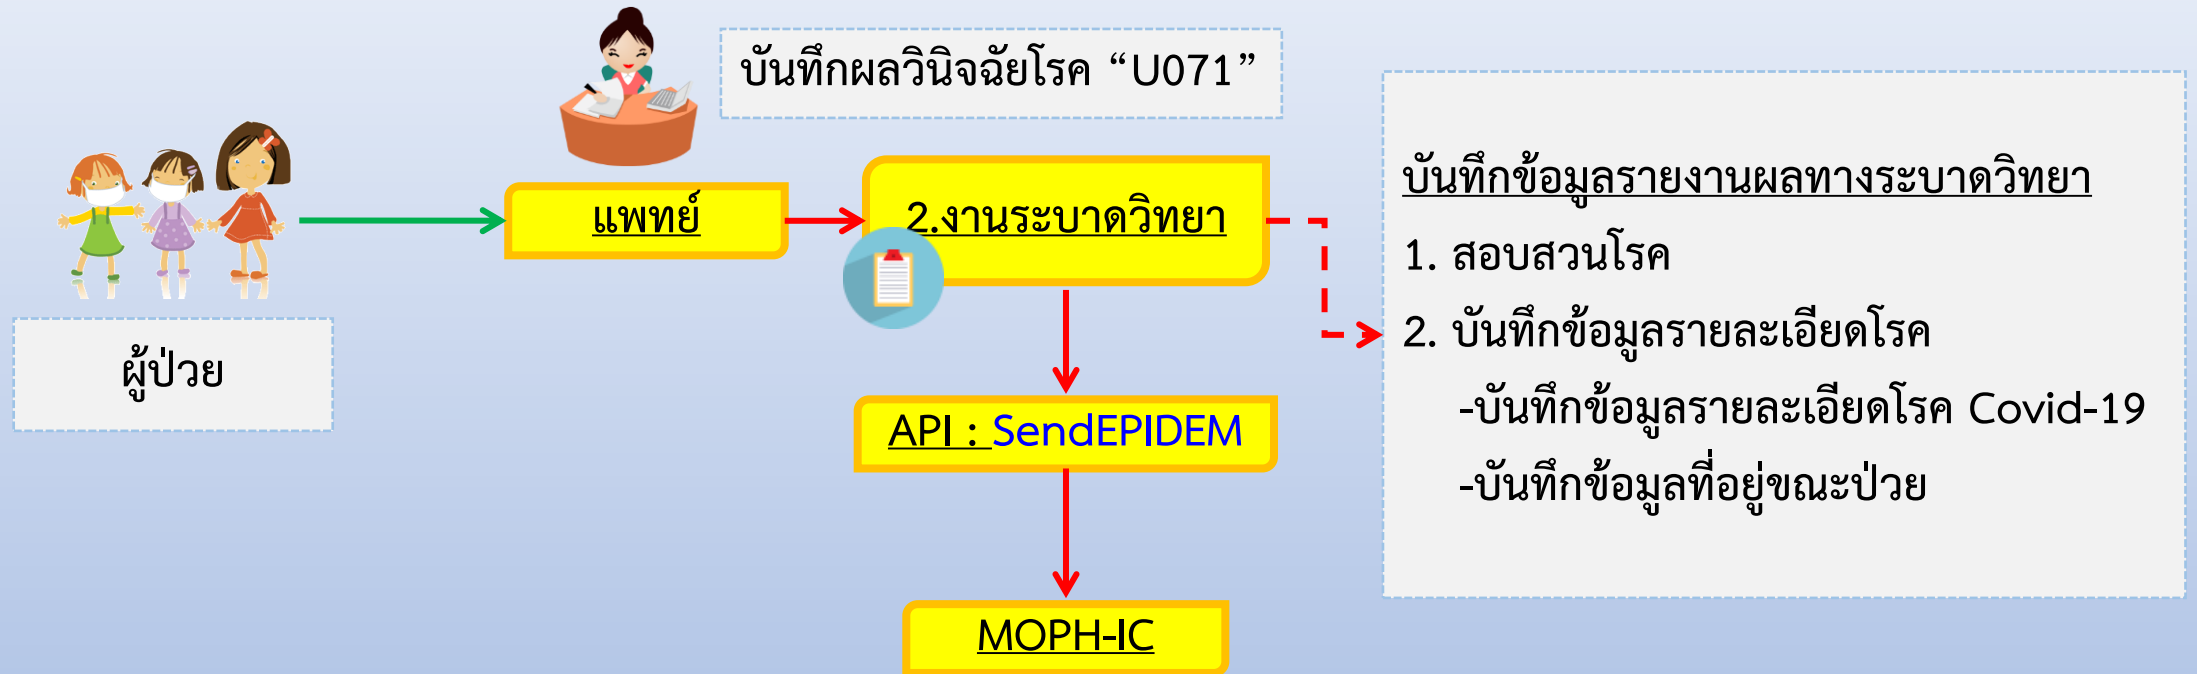 บันทึกผลวินิจฉัยโรค “U071”
ผู้ป่วย
แพทย์
2.งานระบาดวิทยา
API : SendEPIDEM
MOPH-IC
บันทึกข้อมูลรายงานผลทางระบาดวิทยา
1. สอบสวนโรค
2. บันทึกข้อมูลรายละเอียดโรค
-บันทึกข้อมูลรายละเอียดโรค Covid-19
-บันทึกข้อมูลที่อยู่ขณะป่วย